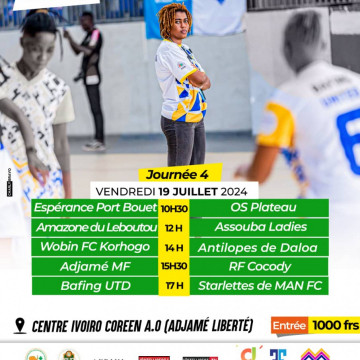 Journée 4
VENDREDI 19 JUILLET 2024
Espérance Port Bouet 10H30 OS Plateau
Amazone du Leboutou 12 H Assouba Ladies
Wobin FC Korhogo 14 H Antilopes de Daloa
Adjamé MF 15H30 RF Cocody
Bafing UTD 17 H Starlettes de MAN FC
CENTRE IVOIRO COREEN A.O (ADJAMÉ LIBERTÉ) Entrée 1000 frs